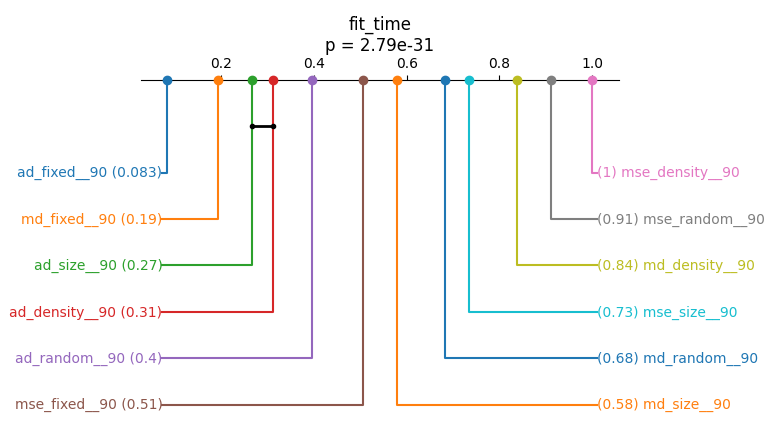 fit_time
p = 2.79e-31
0.2 0.4 0.6 0.8 1.0
ad_fixed__90 (0.083) (1) mse_density__90
md_fixed__90 (0.19) (0.91) mse_random__90
ad_size__90 (0.27) (0.84) md_density__90
ad_density__90 (0.31) (0.73) mse_size__90
ad_random__90 (0.4) (0.68) md_random__90
mse_fixed__90 (0.51) (0.58) md_size__90